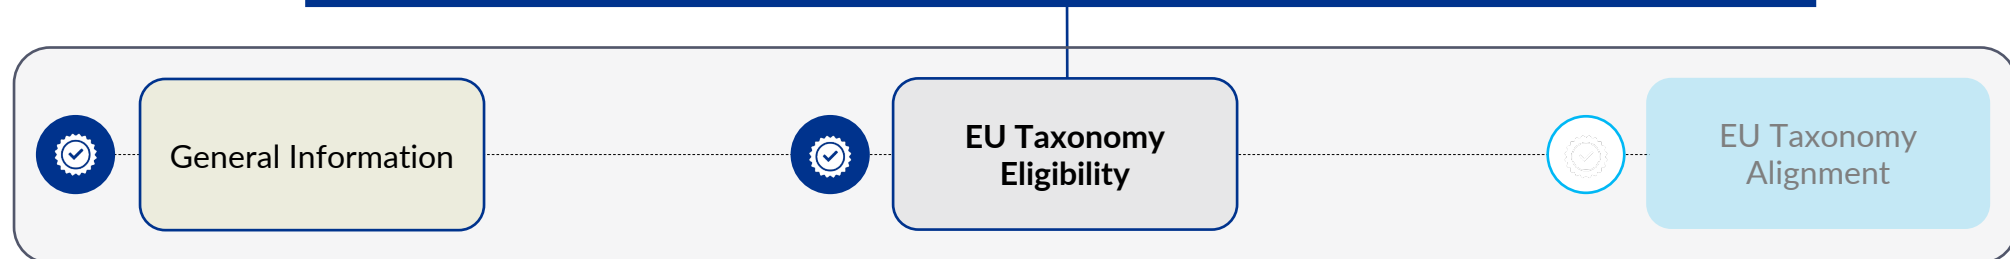 General Information
EU Taxonomy
Eligibility
EU Taxonomy
Alignment